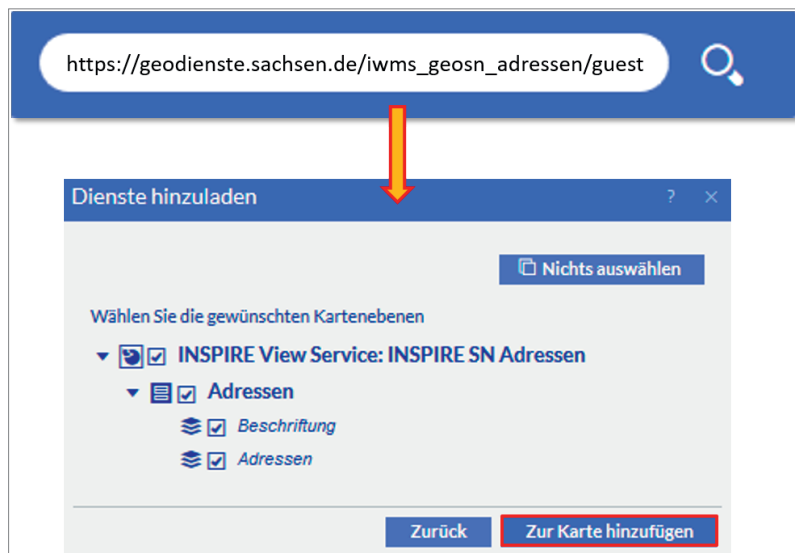 https://geodienste.sachsen.de/iwms_geosn_adressen/guest
Dienste hinzuladen ? ×
Nichts auswählen
Wählen Sie die gewünschten Kartenebenen
INSPIRE View Service: INSPIRE SN Adressen
Adressen
Beschriftung
Adressen
Zurück Zur Karte hinzufügen